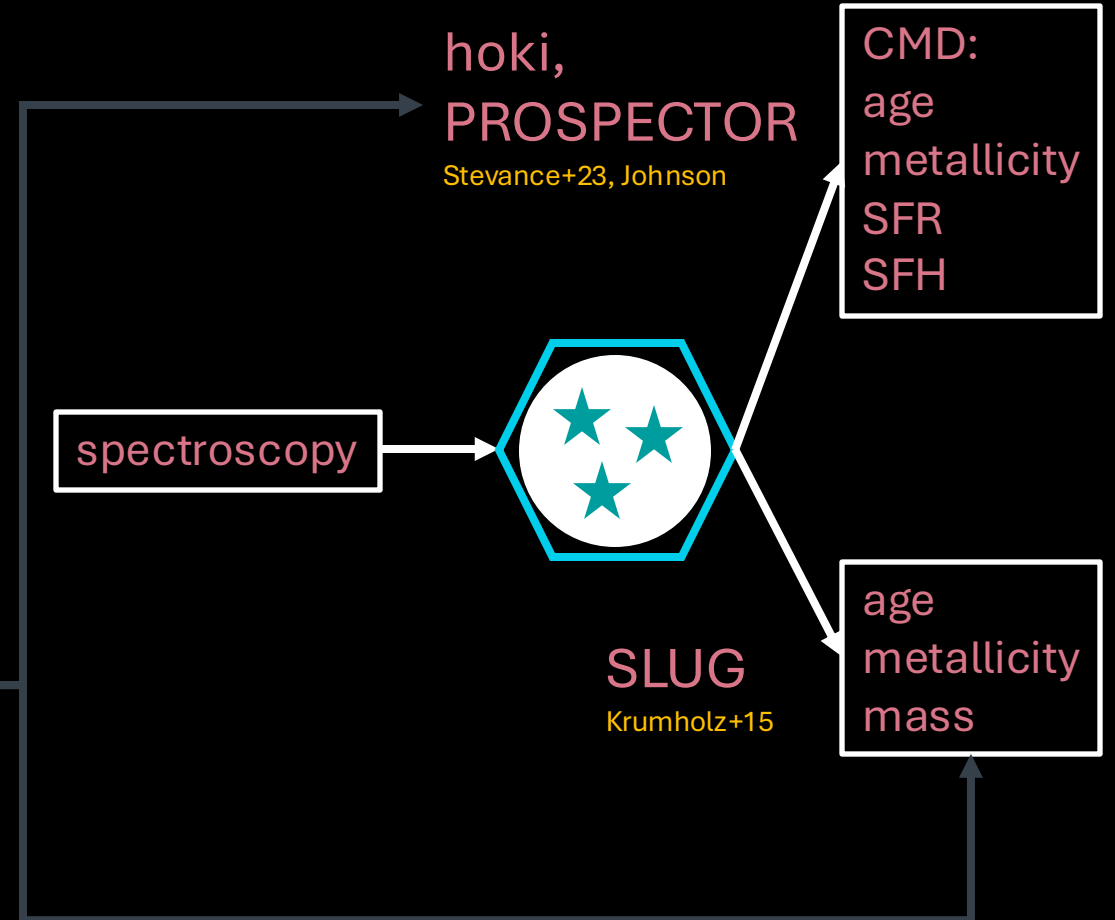 hoki,
PROSPECTOR
Stevance+23, Johnson
CMD:
age
metallicity
SFR
SFH
spectroscopy
SLUG
Krumholz+15
age
metallicity
mass